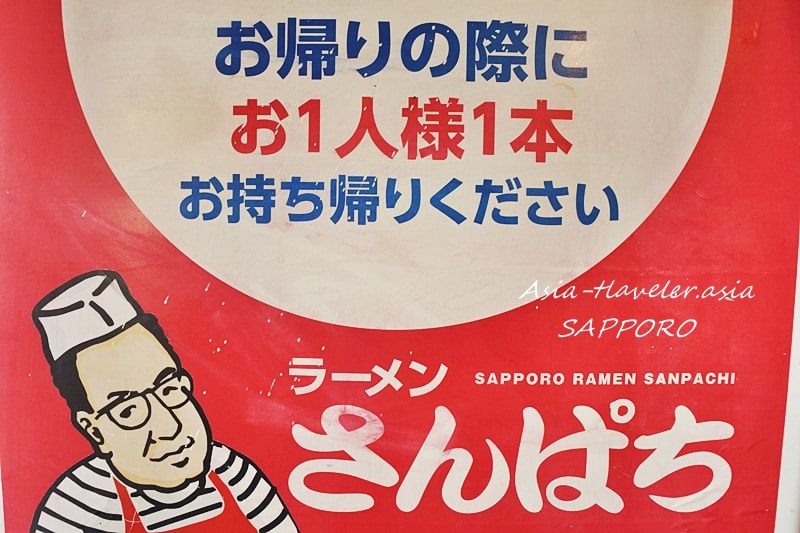 お帰りの際に
お1人様1本
お持ち帰りください
Asia-tlaveler.asia
SAPPORO
ラーメン
SAPPORO RAMEN SANPACHI
さんぱち